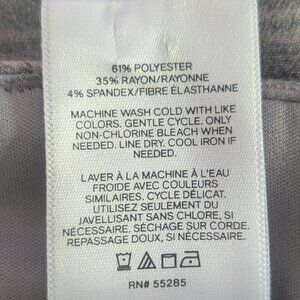 61% POLYESTER
35% RAYON/RAYONNE
4% SPANDEX/FIBRE ÉLASTHANNE
MACHINE WASH COLD WITH LIKE
COLORS. GENTLE CYCLE. ONLY
NON-CHLORINE BLEACH WHEN
NEEDED. LINE DRY. COOL IRON IF
NEEDED.
LAVER À LA MACHINE À L'EAU
FROIDE AVEC COULEURS
SIMILAIRES. CYCLE DÉLICAT.
UTILISEZ SEULEMENT DU
JAVELLISANT SANS CHLORE, SI
NÉCESSAIRE. SÉCHAGE SUR CORDE.
REPASSAGE DOUX, SI NÉCESSAIRE.
RN# 55285